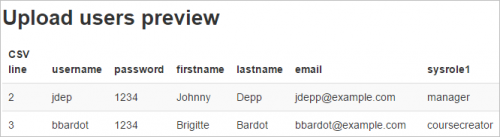 Upload users preview
CSV line username password firstname lastname email sysrole1
2 jdep 1234 Johnny Depp jdepp@example.com manager
3 bbardot 1234 Brigitte Bardot bbardot@example.com coursecreator